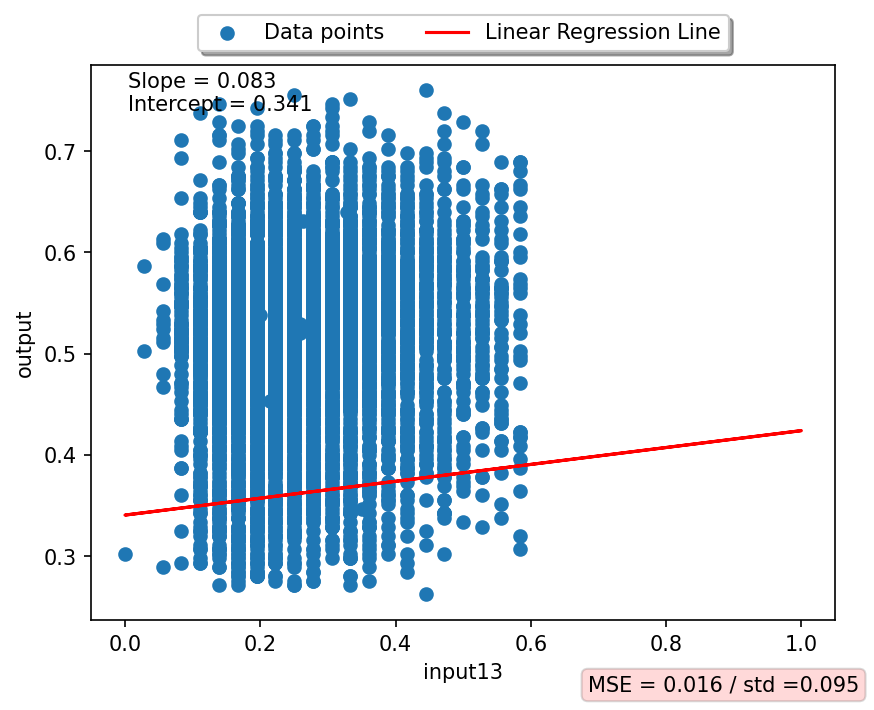 Data points
Linear Regression Line
Slope = 0.083
Intercept = 0.341
0.7
0.6
0.5
0.4
0.3
output
0.0 0.2 0.4 0.6 0.8 1.0
input13
MSE = 0.016 / std =0.095